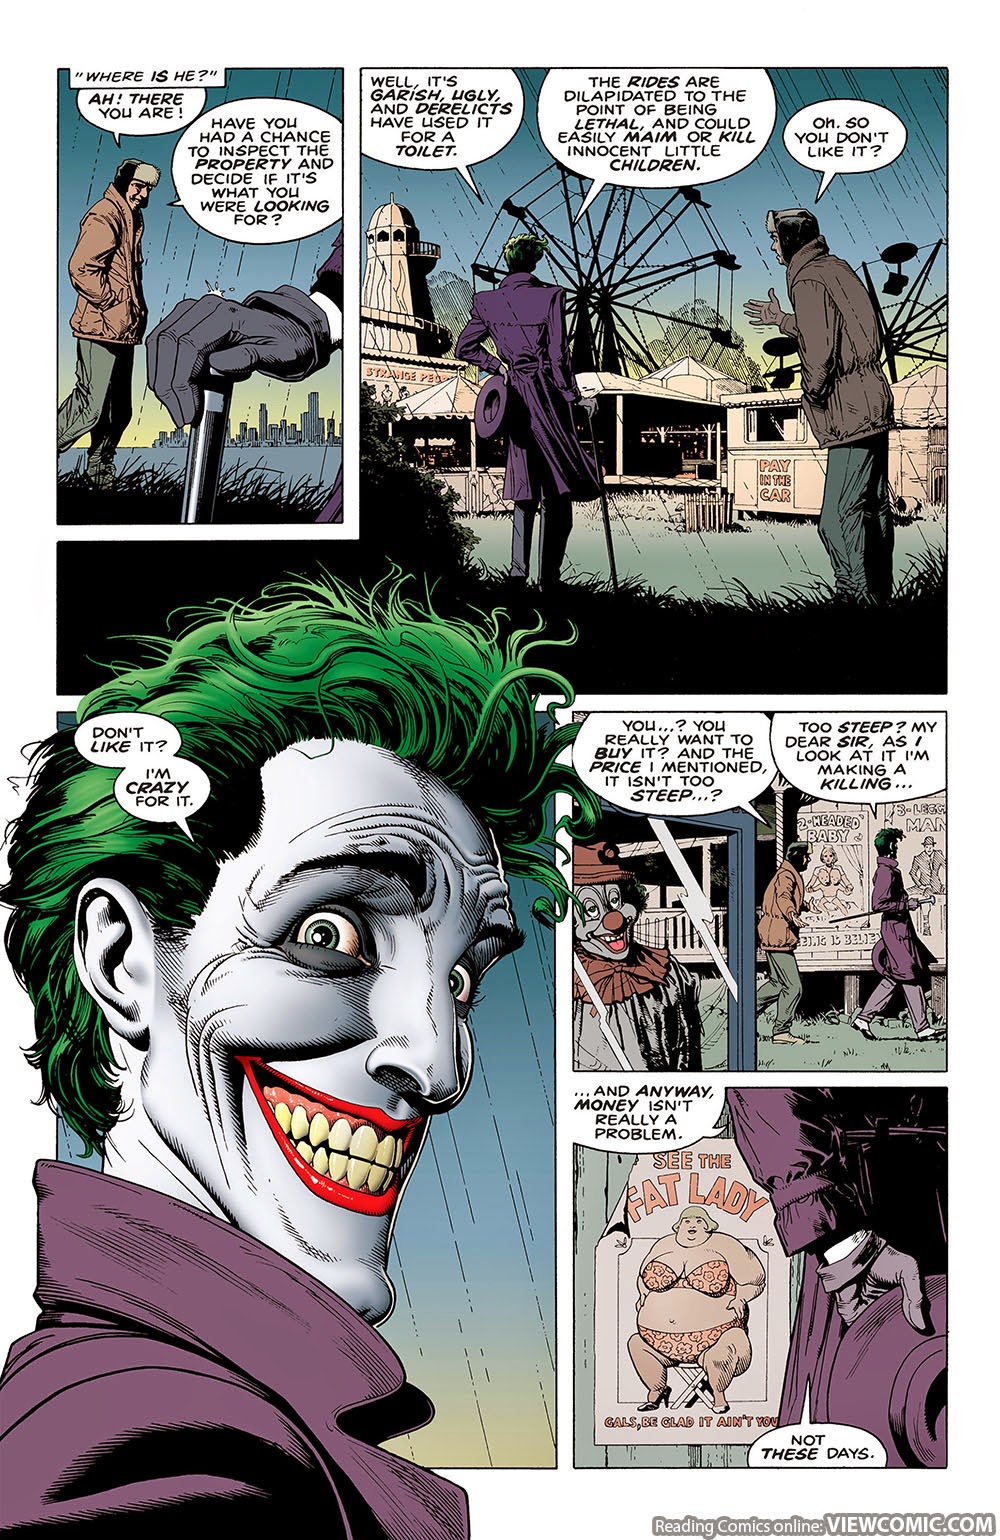 "WHERE IS HE?"
AH! THERE
YOU ARE!
HAVE YOU
HAD A CHANCE
TO INSPECT THE
PROPERTY AND
DECIDE IF IT'S
WHAT YOU
WERE LOOKING
FOR?
WELL, IT'S
GARISH, UGLY,
AND DERELICTS
HAVE USED IT
FOR A
TOILET.
THE RIDES ARE
DILAPIDATED TO THE
POINT OF BEING
LETHAL, AND COULD
EASILY MAIM OR KILL
INNOCENT LITTLE
CHILDREN.
OH. SO
YOU DON'T
LIKE IT?
STRANGE PEOP
PAY
IN THE
CAR
DON'T
LIKE IT?
I'M
CRAZY
FOR IT.
YOU...? YOU
REALLY WANT TO
BUY IT? AND THE
PRICE I MENTIONED,
IT ISN'T TOO
STEEP...?
TOO STEEP? MY
DEAR SIR, AS I
LOOK AT IT I'M
MAKING A
KILLING...
2-HEADED
BABY
3-LEGG
MAN
EEING IS BELIEV
...AND ANYWAY,
MONEY ISN'T
REALLY A
PROBLEM.
SEE THE
FAT LADY
GALS, BE GLAD IT AIN'T YOU
NOT
THESE DAYS.
Reading Comics online: VIEWCOMIC.COM